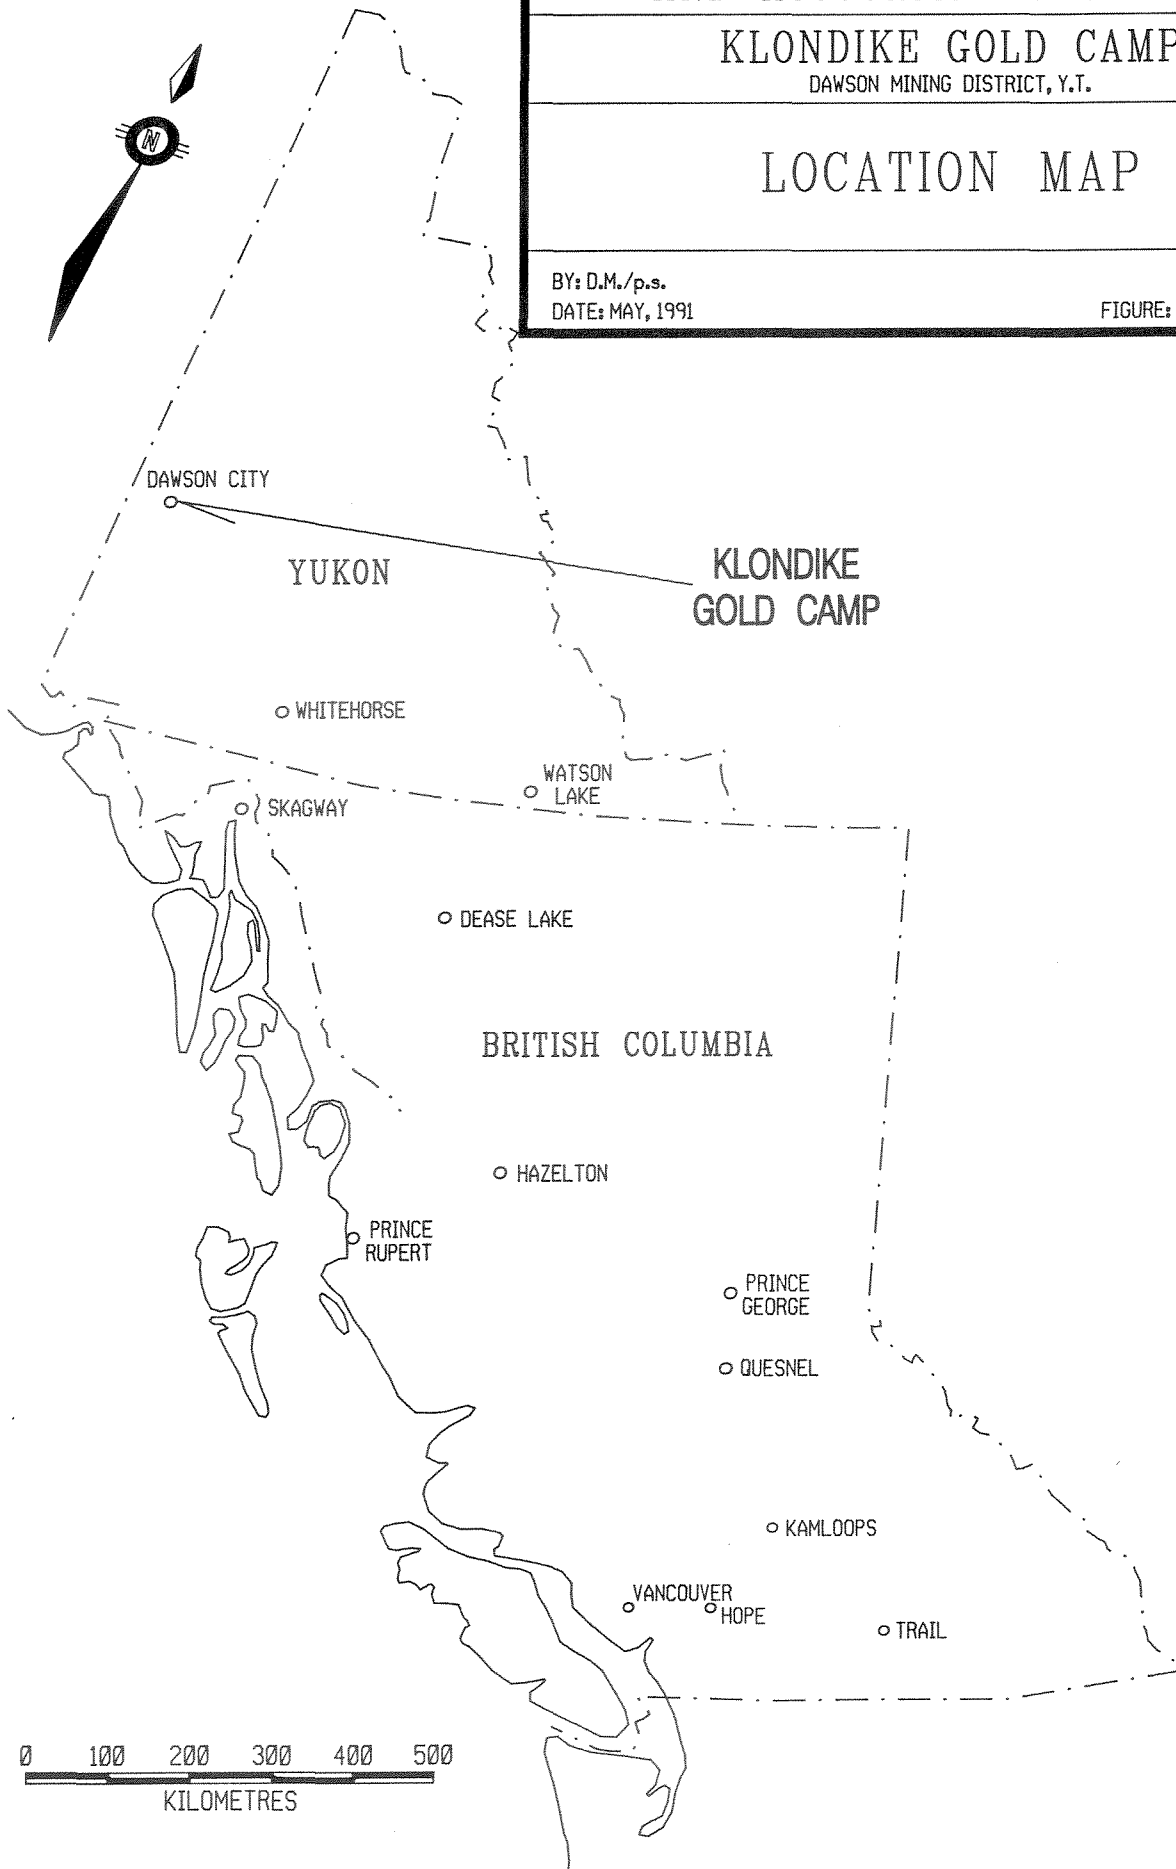 KLONDIKE GOLD CAMP
DAWSON MINING DISTRICT, Y.T.
LOCATION MAP
BY: D.M./p.s.
DATE: MAY, 1991
FIGURE:
N
DAWSON CITY
YUKON
KLONDIKE
GOLD CAMP
WHITEHORSE
WATSON
LAKE
SKAGWAY
DEASE LAKE
BRITISH COLUMBIA
HAZELTON
PRINCE
RUPERT
PRINCE
GEORGE
QUESNEL
KAMLOOPS
VANCOUVER
HOPE
TRAIL
0 100 200 300 400 500
KILOMETRES